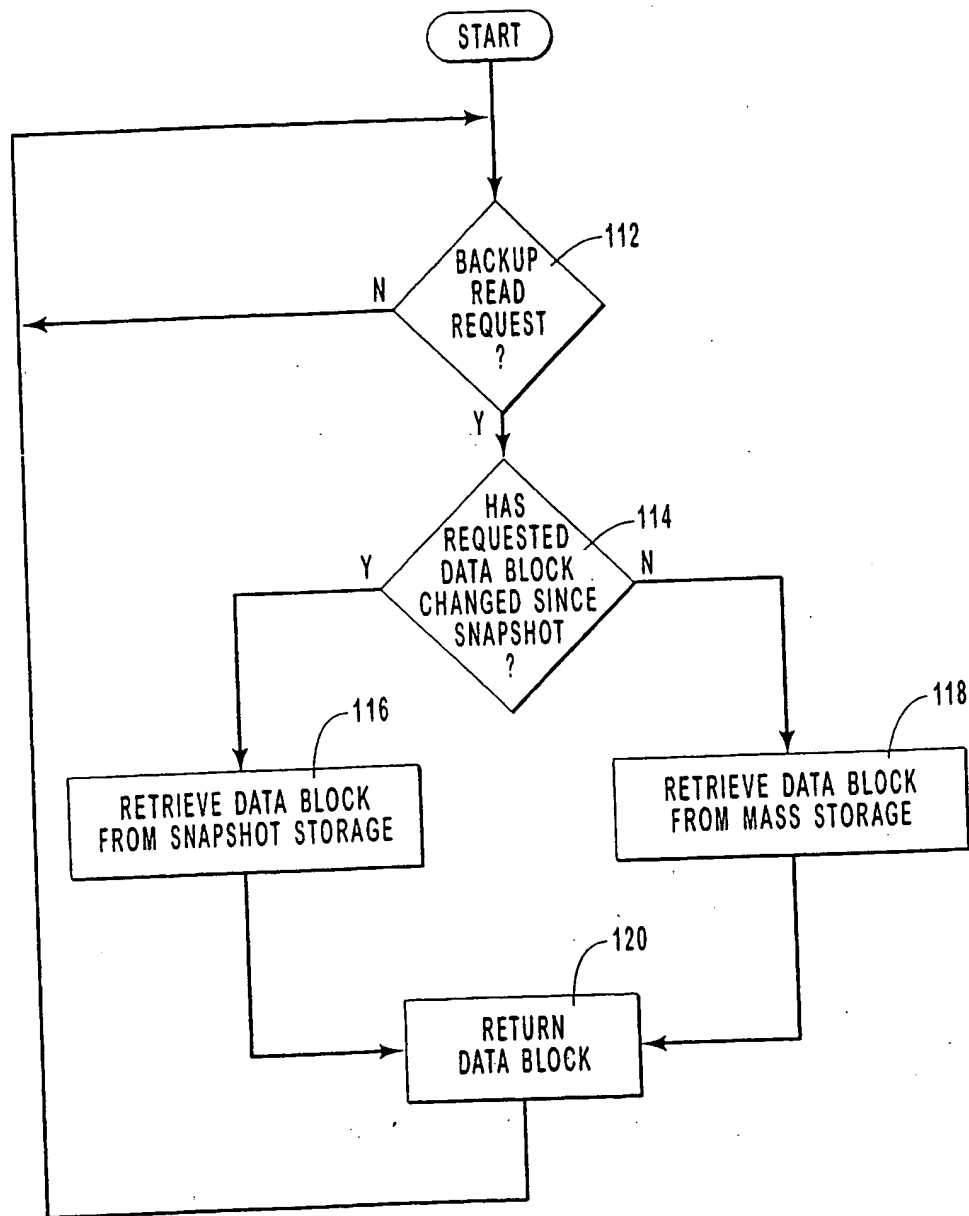 START
112
BACKUP
READ
REQUEST
?
N
Y
HAS
REQUESTED
DATA BLOCK
CHANGED SINCE
SNAPSHOT
?
114
Y
N
116
RETRIEVE DATA BLOCK
FROM SNAPSHOT STORAGE
118
RETRIEVE DATA BLOCK
FROM MASS STORAGE
120
RETURN
DATA BLOCK